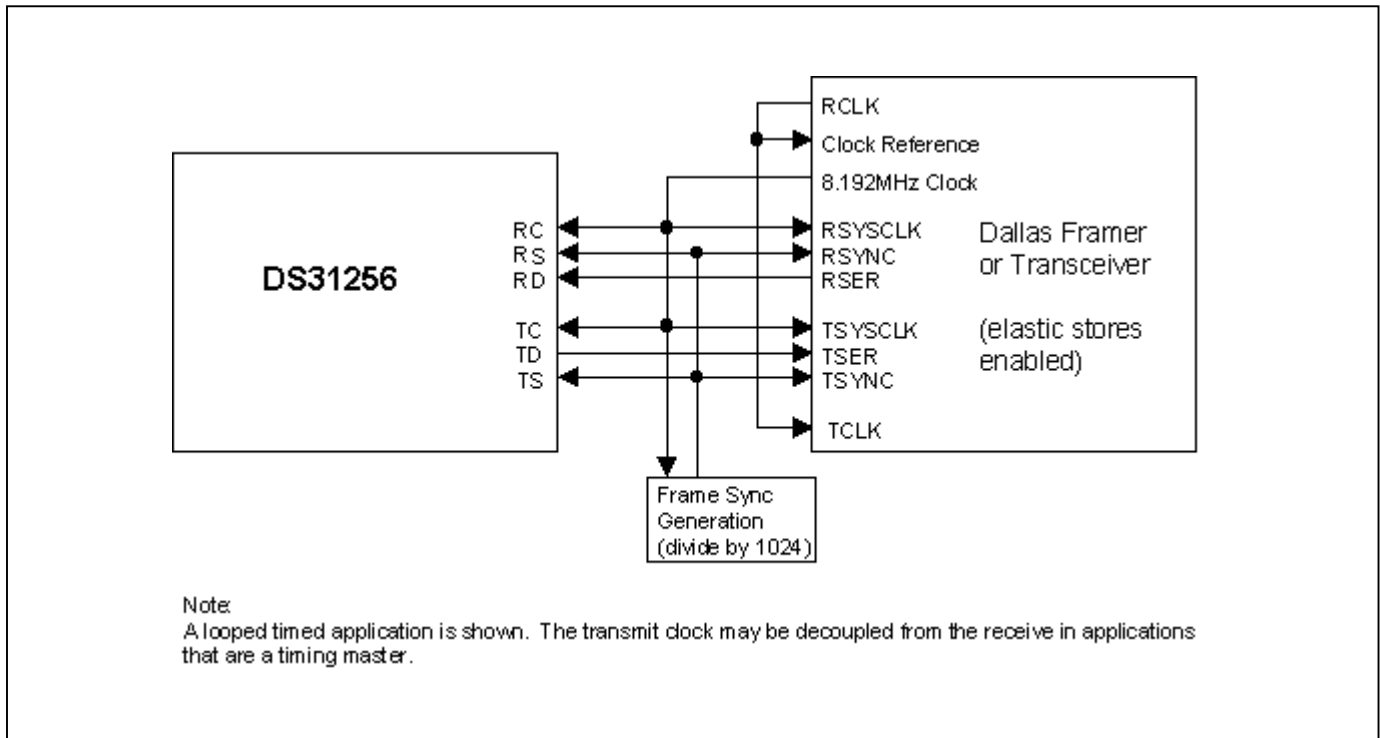 RCLK
Clock Reference
8.192MHz Clock
RC
RS
RD
DS31256
TC
TD
TS
RSYSCLK
RSYNC
RSER
TSYSCLK
TSER
TSYNC
TCLK
Dallas Framer
or Transceiver
(elastic stores
enabled)
Frame Sync
Generation
(divide by 1024)
Note:
A looped timed application is shown. The transmit clock may be decoupled from the receive in applications
that are a timing master.